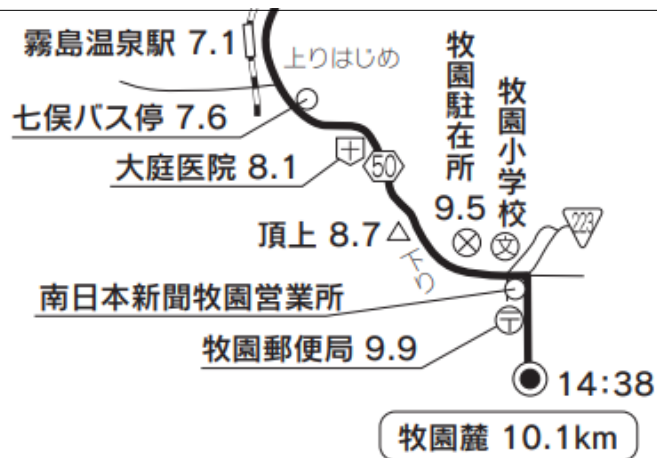 霧島温泉駅 7.1
上りはじめ
七俣バス停 7.6
大庭医院 8.1
50
牧園駐在所
9.5
牧園小学校
文
223
頂上 8.7
下り
南日本新聞牧園営業所
牧園郵便局 9.9
〒
14:38
牧園麓 10.1km